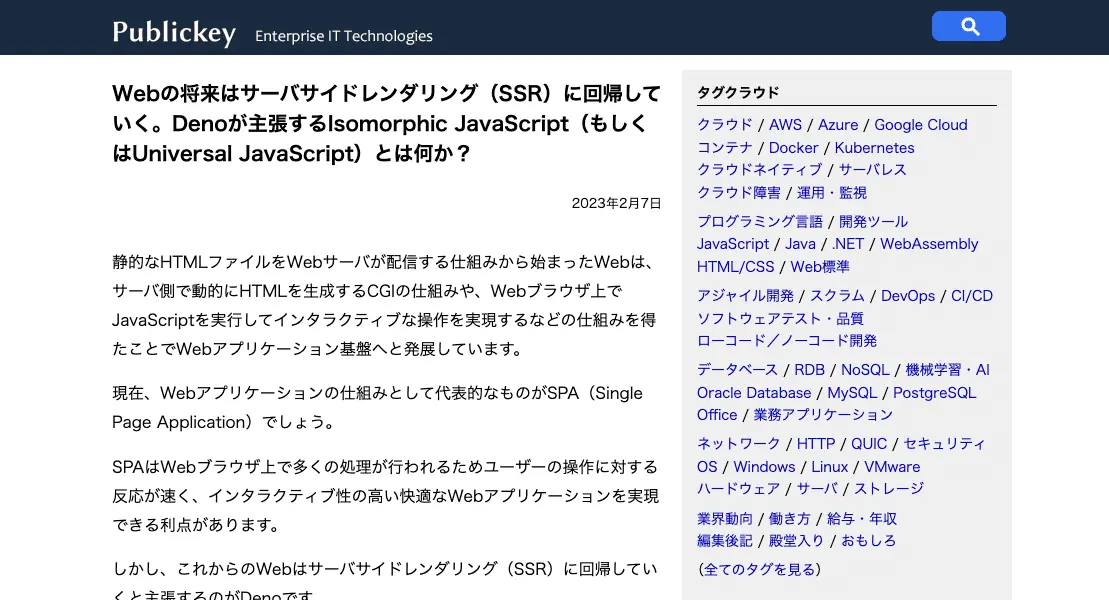 Publickey Enterprise IT Technologies
Webの将来はサーバサイドレンダリング（SSR）に回帰して
いく。Denoが主張するIsomorphic JavaScript（もしく
はUniversal JavaScript）とは何か？
2023年2月7日
静的なHTMLファイルをWebサーバが配信する仕組みから始まったWebは、
サーバ側で動的にHTMLを生成するCGIの仕組みや、Webブラウザ上で
JavaScriptを実行してインタラクティブな操作を実現するなどの仕組みを得
たことでWebアプリケーション基盤へと発展しています。
現在、Webアプリケーションの仕組みとして代表的なものがSPA（Single
Page Application）でしょう。
SPAはWebブラウザ上で多くの処理が行われるためユーザーの操作に対する
反応が速く、インタラクティブ性の高い快適なWebアプリケーションを実現
できる利点があります。
しかし、これからのWebはサーバサイドレンダリング（SSR）に回帰してい
くと主張するのがDenoです
タグクラウド
クラウド / AWS / Azure / Google Cloud
コンテナ / Docker / Kubernetes
クラウドネイティブ / サーバレス
クラウド障害 / 運用・監視
プログラミング言語 / 開発ツール
JavaScript / Java / .NET / WebAssembly
HTML/CSS / Web標準
アジャイル開発 / スクラム / DevOps / CI/CD
ソフトウェアテスト・品質
ローコード／ノーコード開発
データベース / RDB / NoSQL / 機械学習・AI
Oracle Database / MySQL / PostgreSQL
Office / 業務アプリケーション
ネットワーク / HTTP / QUIC / セキュリティ
OS / Windows / Linux / VMware
ハードウェア / サーバ / ストレージ
業界動向 / 働き方 / 給与・年収
編集後記 / 殿堂入り / おもしろ
（全てのタグを見る）